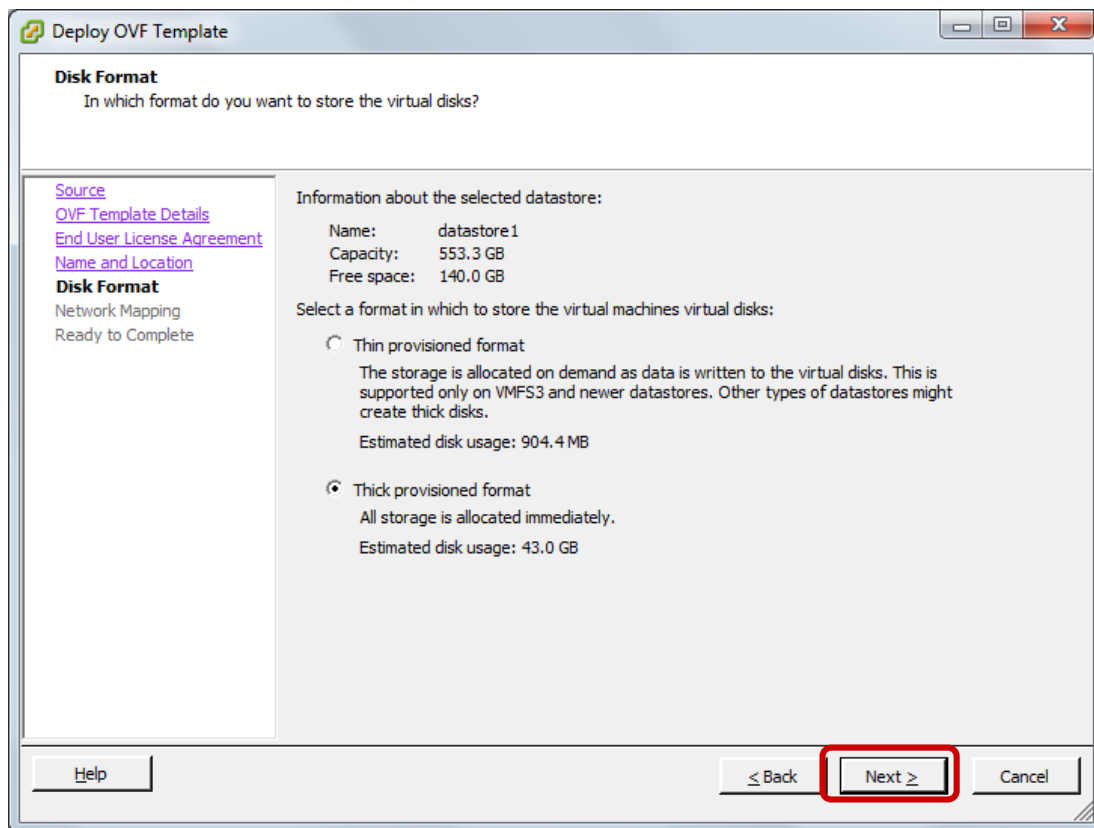 Deploy OVF Template
Disk Format
In which format do you want to store the virtual disks?
Source
OVF Template Details
End User License Agreement
Name and Location
Disk Format
Network Mapping
Ready to Complete
Information about the selected datastore:
Name: datastore1
Capacity: 553.3 GB
Free space: 140.0 GB
Select a format in which to store the virtual machines virtual disks:
Thin provisioned format
The storage is allocated on demand as data is written to the virtual disks. This is
supported only on VMFS3 and newer datastores. Other types of datastores might
create thick disks.
Estimated disk usage: 904.4 MB
Thick provisioned format
All storage is allocated immediately.
Estimated disk usage: 43.0 GB
Help
< Back
Next >
Cancel